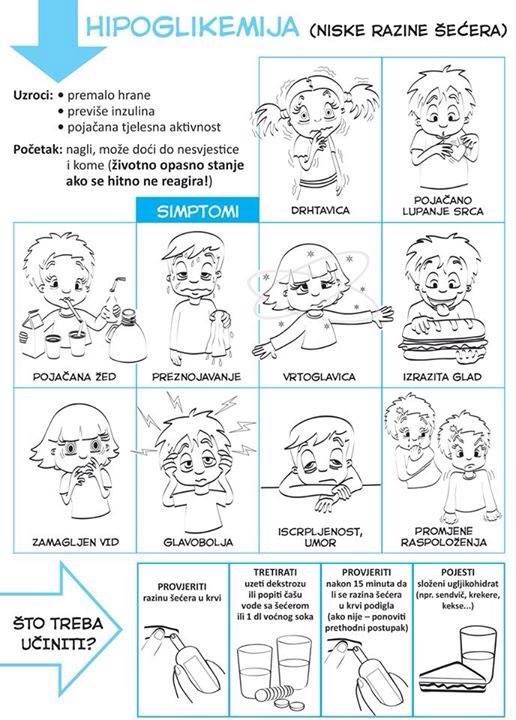 HIPOGLIKEMIJA (NISKE RAZINE ŠEĆERA)
Uzroci: • premalo hrane
• previše inzulina
• pojačana tjelesna aktivnost
Početak: nagli, može doći do nesvjestice
i kome (životno opasno stanje
ako se hitno ne reagira!)
SIMPTOMI
DRHTAVICA
POJAČANO
LUPANJE SRCA
POJAČANA ŽEĐ
PREZNOJAVANJE
VRTOGLAVICA
IZRAZITA GLAD
ZAMAGLJEN VID
GLAVOBOLJA
ISCRPLJENOST,
UMOR
PROMJENE
RASPOLOŽENJA
ŠTO TREBA
UČINITI?
PROVJERITI
razinu šećera u krvi
TRETIRATI
uzeti dekstrozu
ili popiti čašu
vode sa šećerom
ili 1 dl voćnog soka
PROVJERITI
nakon 15 minuta da
li se razina šećera
u krvi podigla
(ako nije – ponoviti
prethodni postupak)
POJESTI
složeni ugljikohidrat
(npr. sendvič, krekere,
kekse...)